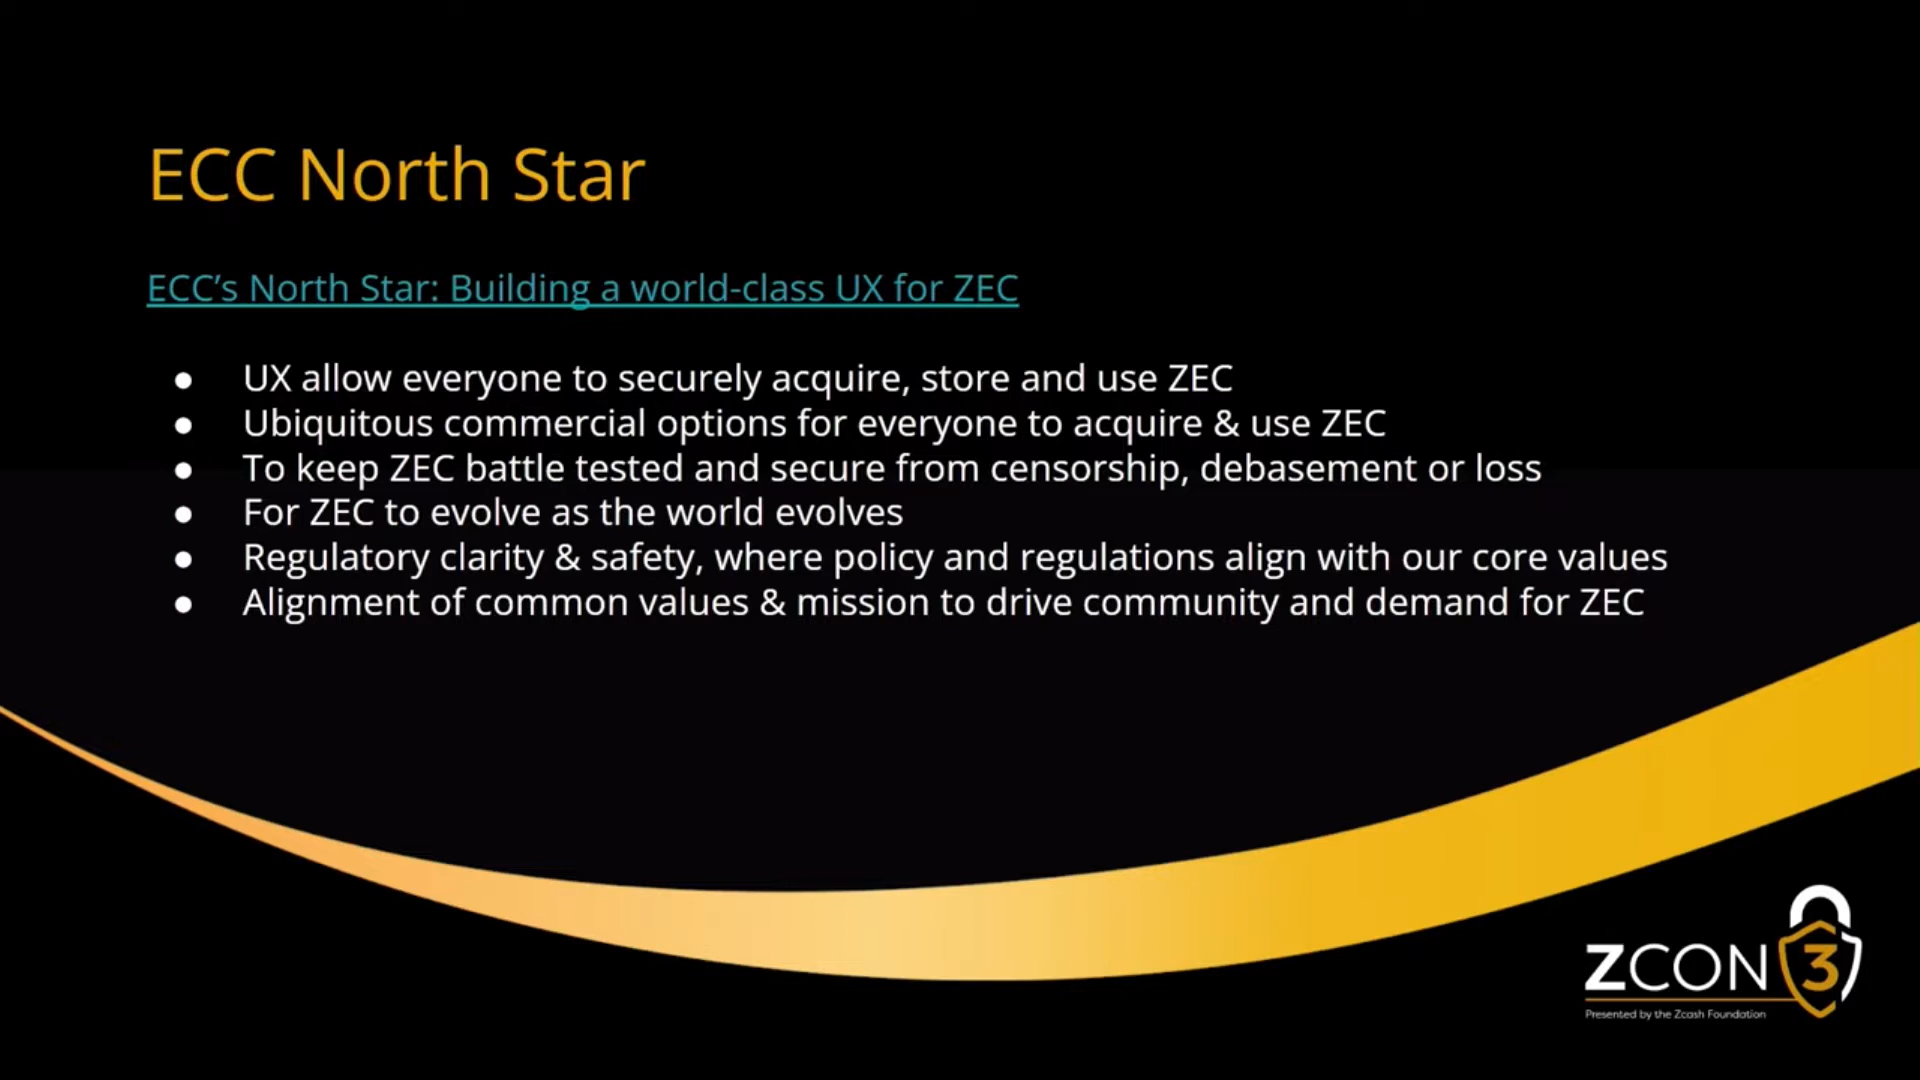 ECC North Star
ECC’s North Star: Building a world-class UX for ZEC
● UX allow everyone to securely acquire, store and use ZEC
● Ubiquitous commercial options for everyone to acquire & use ZEC
● To keep ZEC battle tested and secure from censorship, debasement or loss
● For ZEC to evolve as the world evolves
● Regulatory clarity & safety, where policy and regulations align with our core values
● Alignment of common values & mission to drive community and demand for ZEC
ZCON 3
Presented by the Zcash Foundation